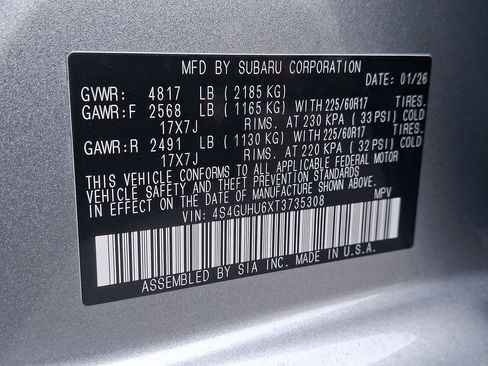 MFD BY SUBARU CORPORATION
DATE: 01/26
GVWR: 4817 LB (2185 KG)
GAWR:F 2568 LB (1165 KG) WITH 225/60R17 TIRES.
17X7J RIMS. AT 230 KPA (33 PSI) COLD
GAWR:R 2491 LB (1130 KG) WITH 225/60R17 TIRES.
17X7J RIMS. AT 220 KPA (32 PSI) COLD
THIS VEHICLE CONFORMS TO ALL APPLICABLE FEDERAL MOTOR
VEHICLE SAFETY AND THEFT PREVENTION STANDARDS IN EFFECT
ON THE DATE OF MANUFACTURE SHOWN ABOVE.
VIN: 4S4GUHU6XT3735308 MPV
ASSEMBLED BY SIA INC. MADE IN U.S.A.